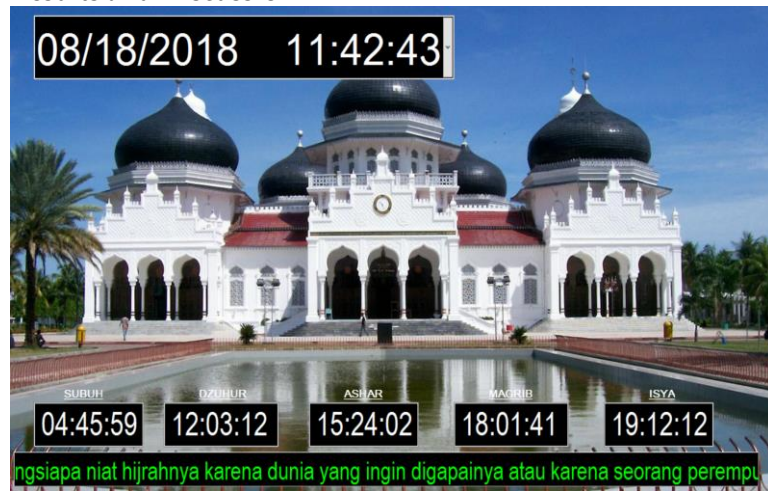 08/18/2018 11:42:43
SUBUH DZUHUR ASHAR MAGRIB ISYA
04:45:59 12:03:12 15:24:02 18:01:41 19:12:12
ngsiapa niat hijrahnya karena dunia yang ingin digapainya atau karena seorang perempu